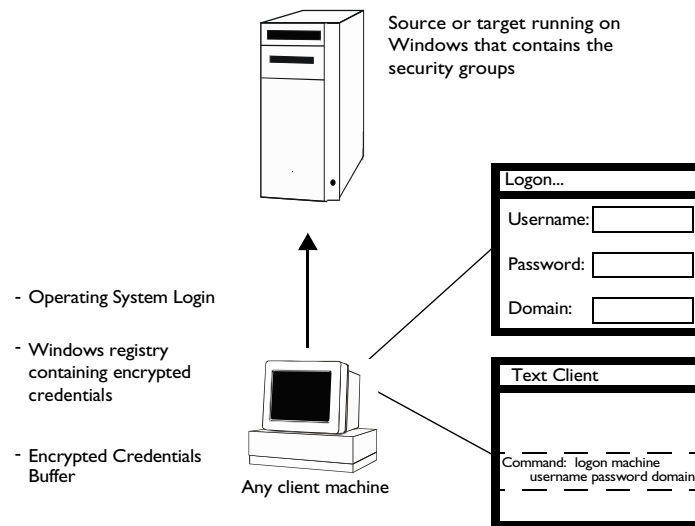 Source or target running on
Windows that contains the
security groups
Logon...
Username:
Password:
Domain:
- Operating System Login
- Windows registry
containing encrypted
credentials
- Encrypted Credentials
Buffer
Any client machine
Text Client
Command: logon machine
username password domain